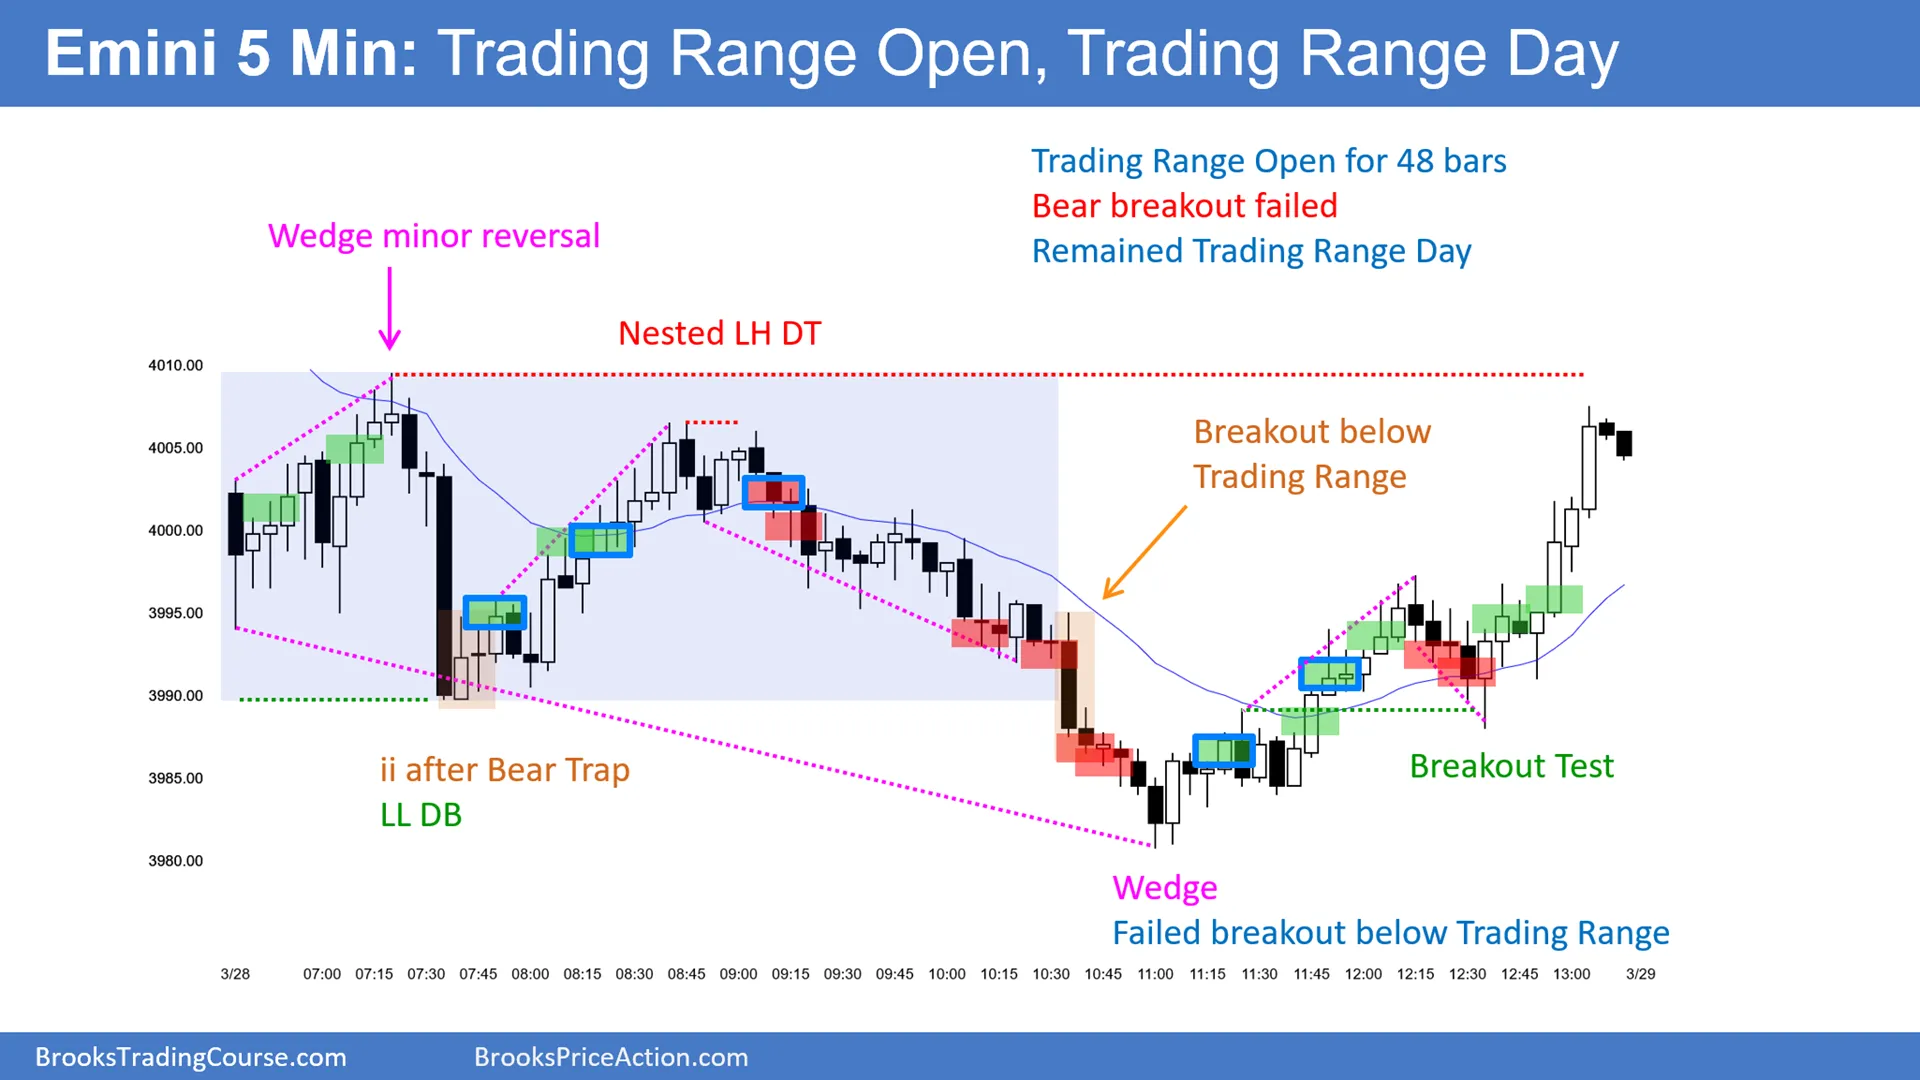 Emini 5 Min: Trading Range Open, Trading Range Day
Trading Range Open for 48 bars
Bear breakout failed
Remained Trading Range Day
Wedge minor reversal
Nested LH DT
Breakout below
Trading Range
4010.00
4005.00
4000.00
3995.00
3990.00
3985.00
3980.00
ii after Bear Trap
LL DB
Breakout Test
Wedge
Failed breakout below Trading Range
3/28 07:00 07:15 07:30 07:45 08:00 08:15 08:30 08:45 09:00 09:15 09:30 09:45 10:00 10:15 10:30 10:45 11:00 11:15 11:30 11:45 12:00 12:15 12:30 12:45 13:00 3/29
BrooksTradingCourse.com BrooksPriceAction.com